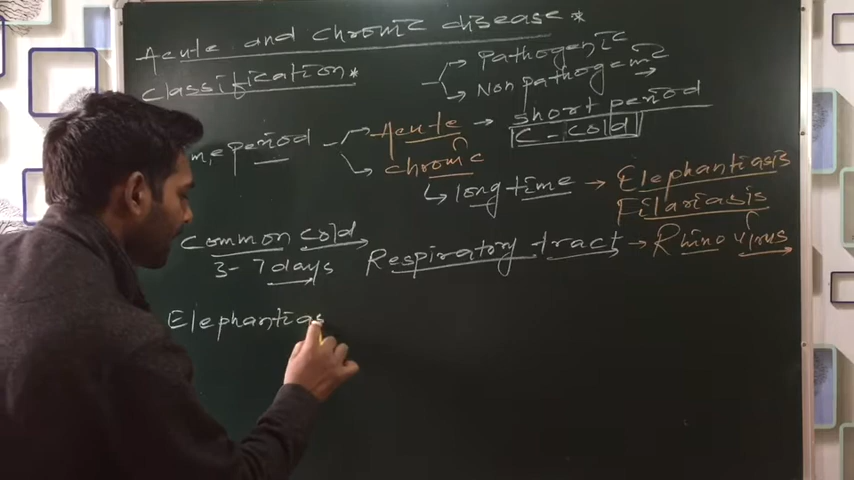 Acute and chronic disease *
classification *
→ Pathogenic
→ Non pathogenic
period → Acute → short period
C-cold
→ chronic
↳ long time → Elephantiasis
Filariasis
Common cold
3-7 days
Respiratory tract → Rhino virus
Elephantias